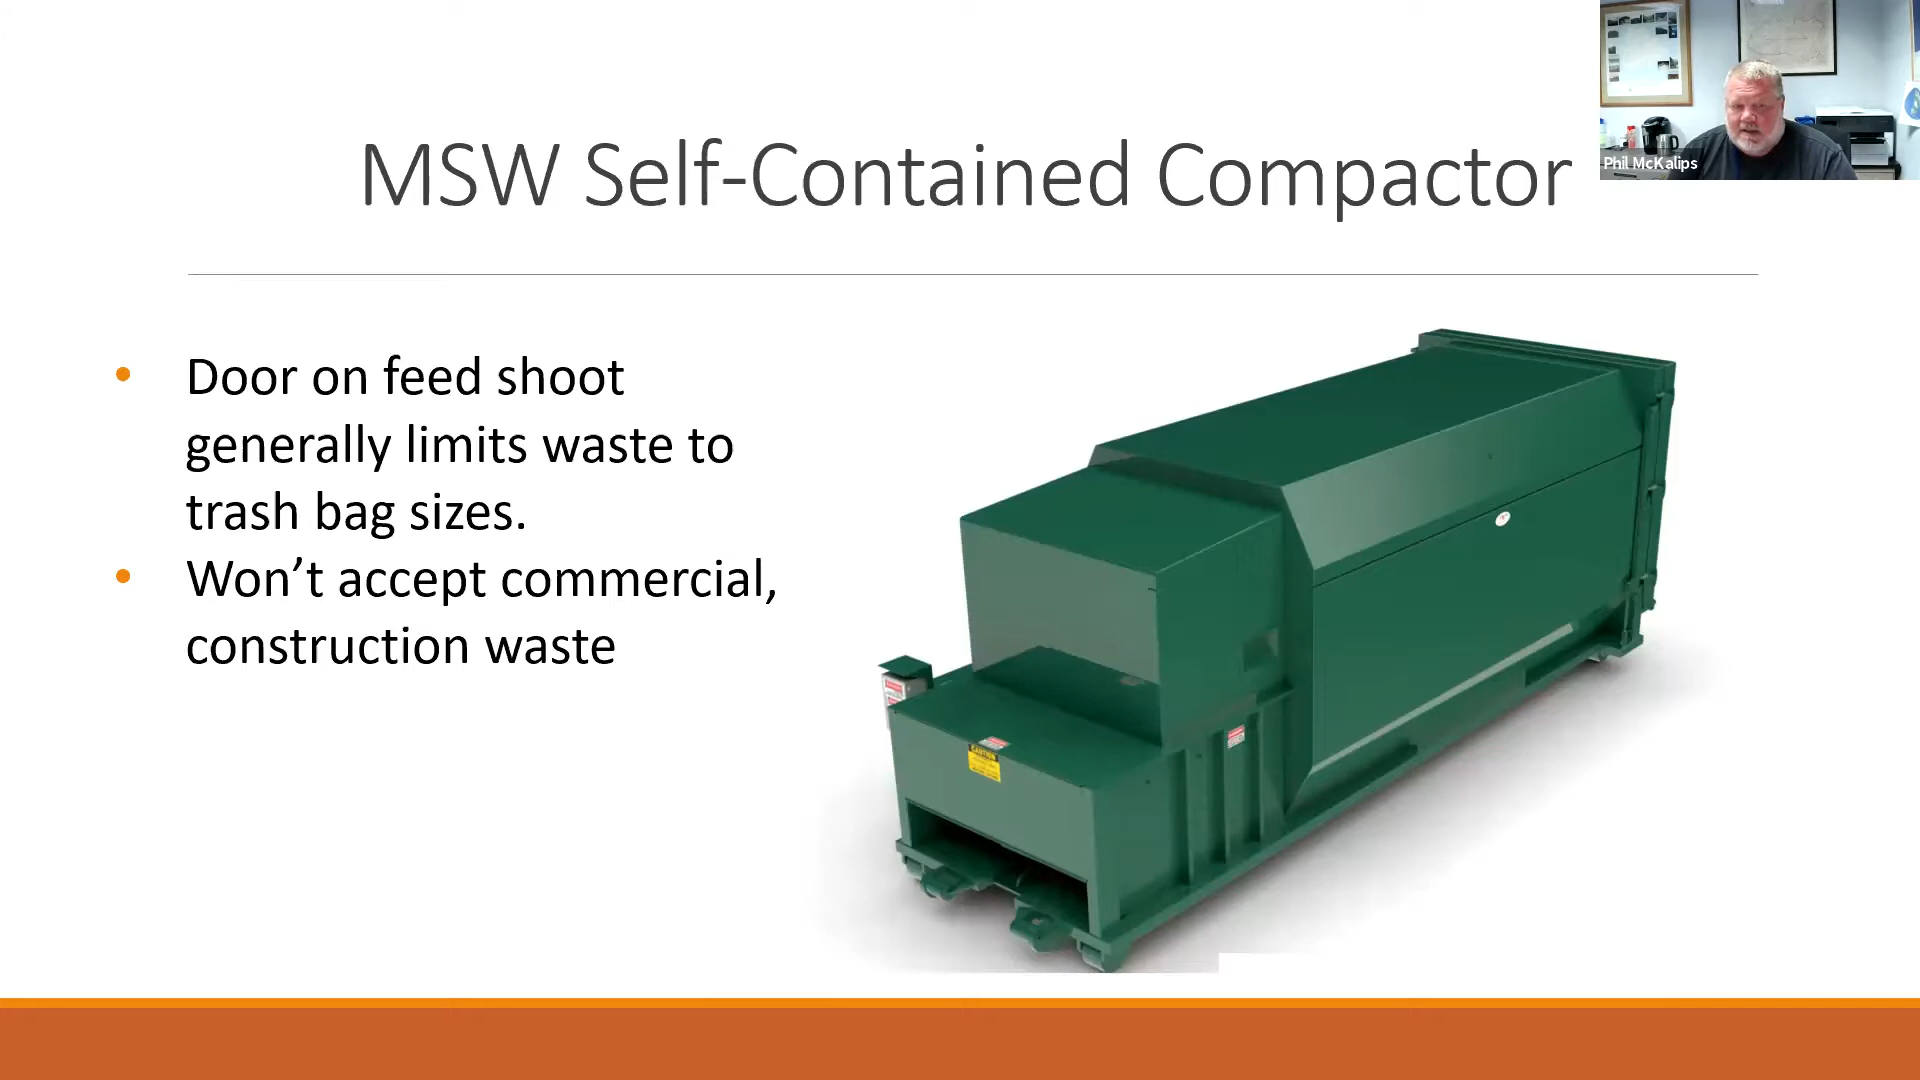 MSW Self-Contained Compactor
Phil McKalips
• Door on feed shoot
generally limits waste to
trash bag sizes.
• Won’t accept commercial,
construction waste
CAUTION